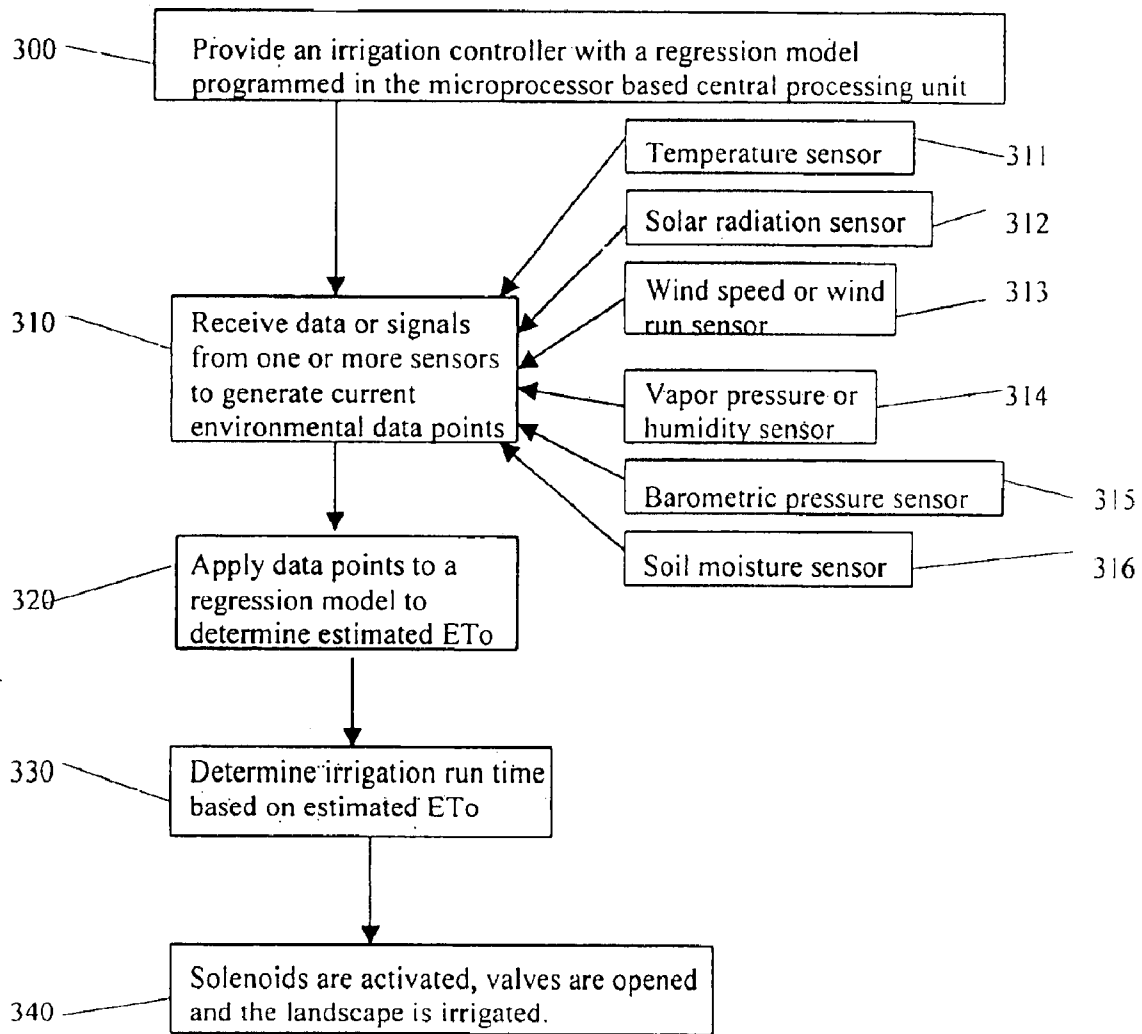 300
Provide an irrigation controller with a regression model
programmed in the microprocessor based central processing unit
Temperature sensor
311
Solar radiation sensor
312
Wind speed or wind
run sensor
313
310
Receive data or signals
from one or more sensors
to generate current
environmental data points
Vapor pressure or
humidity sensor
314
Barometric pressure sensor
315
Soil moisture sensor
316
320
Apply data points to a
regression model to
determine estimated ETo
330
Determine irrigation run time
based on estimated ETo
340
Solenoids are activated, valves are opened
and the landscape is irrigated.